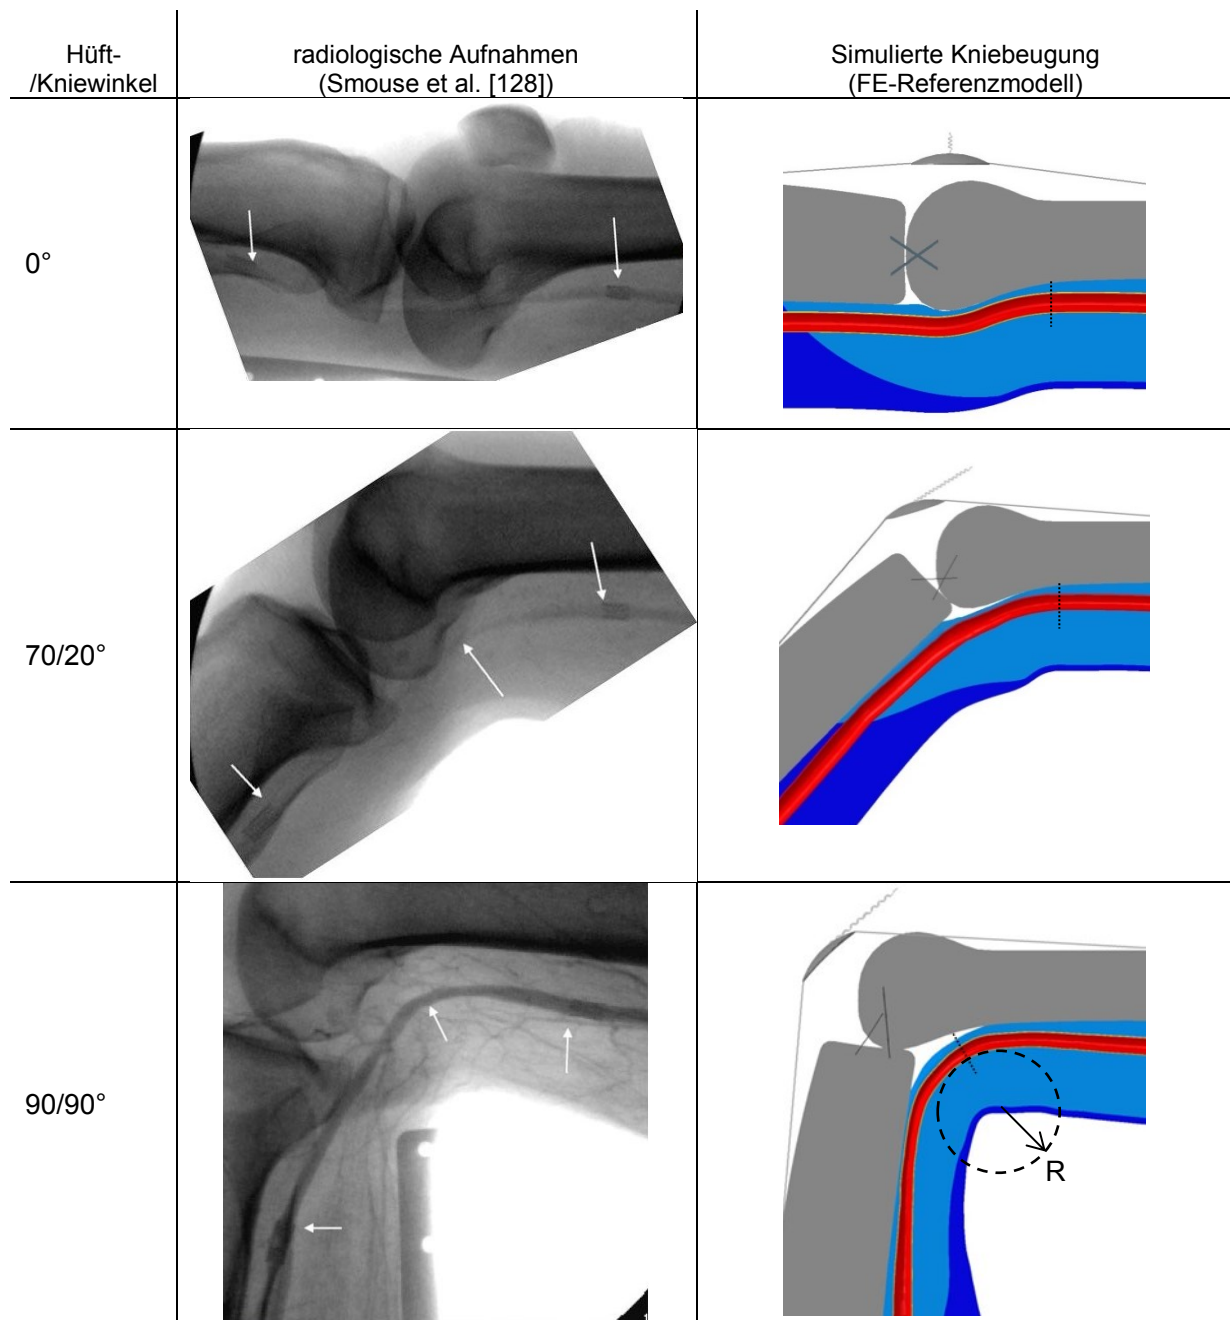 Hüft-
/Kniewinkel
radiologische Aufnahmen
(Smouse et al. [128])
Simulierte Kniebeugung
(FE-Referenzmodell)
0°
70/20°
90/90°
R